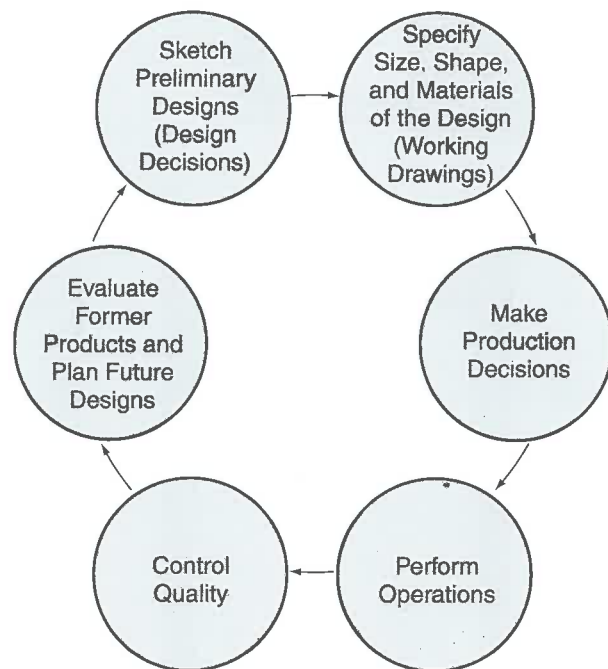 Sketch
Preliminary
Designs
(Design
Decisions)
Specify
Size, Shape,
and Materials
of the Design
(Working
Drawings)
Make
Production
Decisions
Perform
Operations
Control
Quality
Evaluate
Former
Products and
Plan Future
Designs